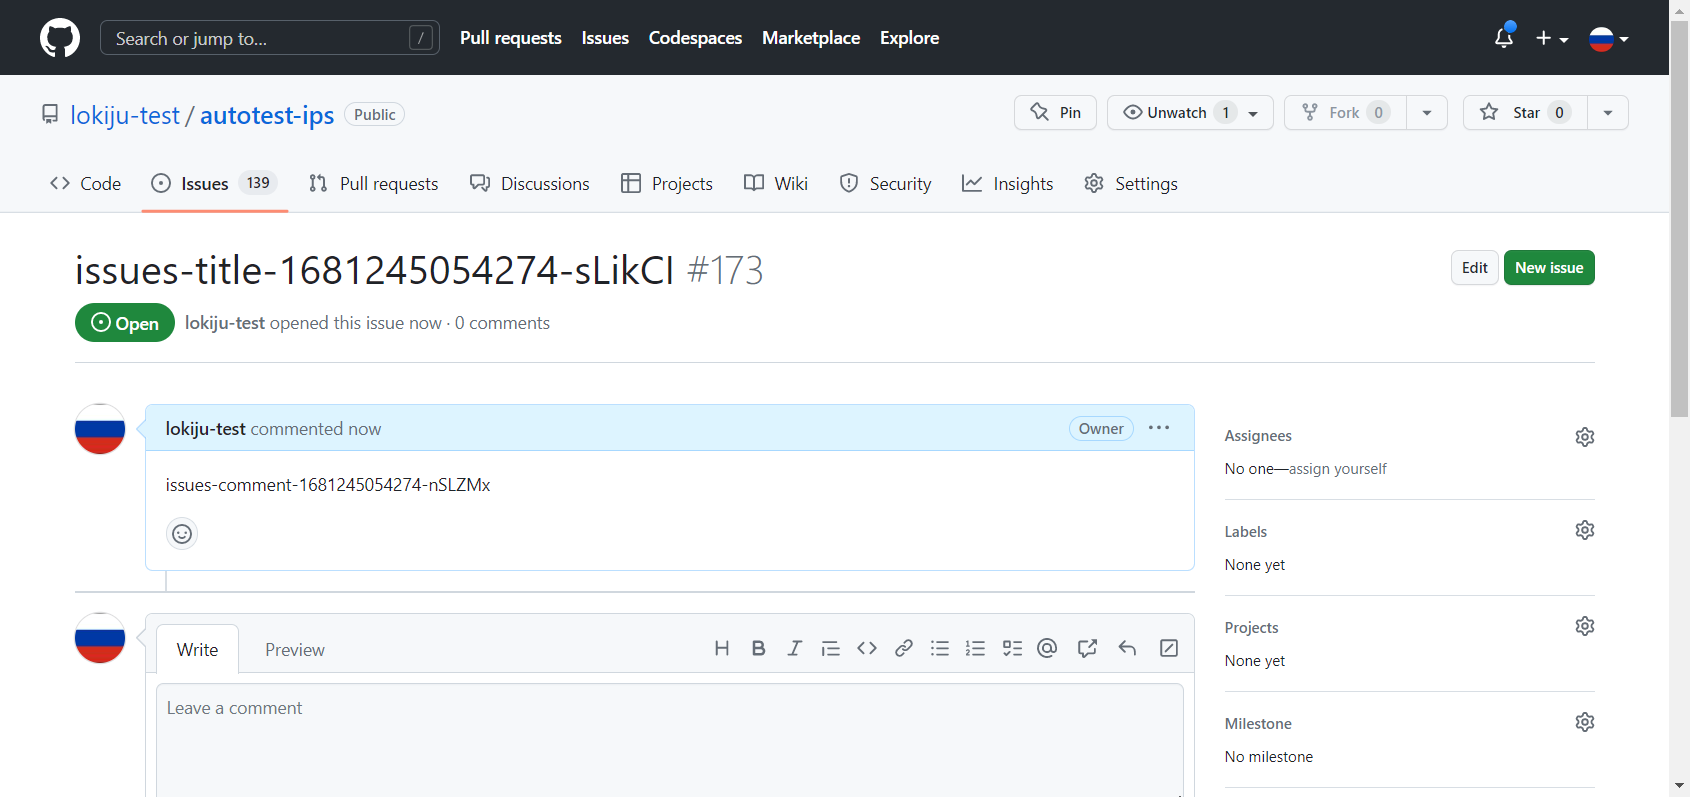 Search or jump to... / Pull requests Issues Codespaces Marketplace Explore
lokiju-test / autotest-ips Public Pin Unwatch 1 Fork 0 Star 0
Code Issues 139 Pull requests Discussions Projects Wiki Security Insights Settings
issues-title-1681245054274-sLikCI #173 Edit New issue
Open lokiju-test opened this issue now · 0 comments
lokiju-test commented now Owner
issues-comment-1681245054274-nSLZMx
Write Preview
Leave a comment
Assignees
No one—assign yourself
Labels
None yet
Projects
None yet
Milestone
No milestone